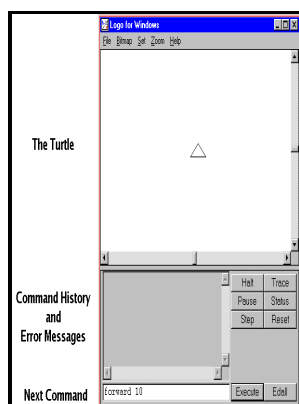 Logo for Windows
File Bitmap Set Zoom Help
The Turtle
Command History
and
Error Messages
Halt Trace
Pause Status
Step Reset
Next Command
forward 10
Execute Edall